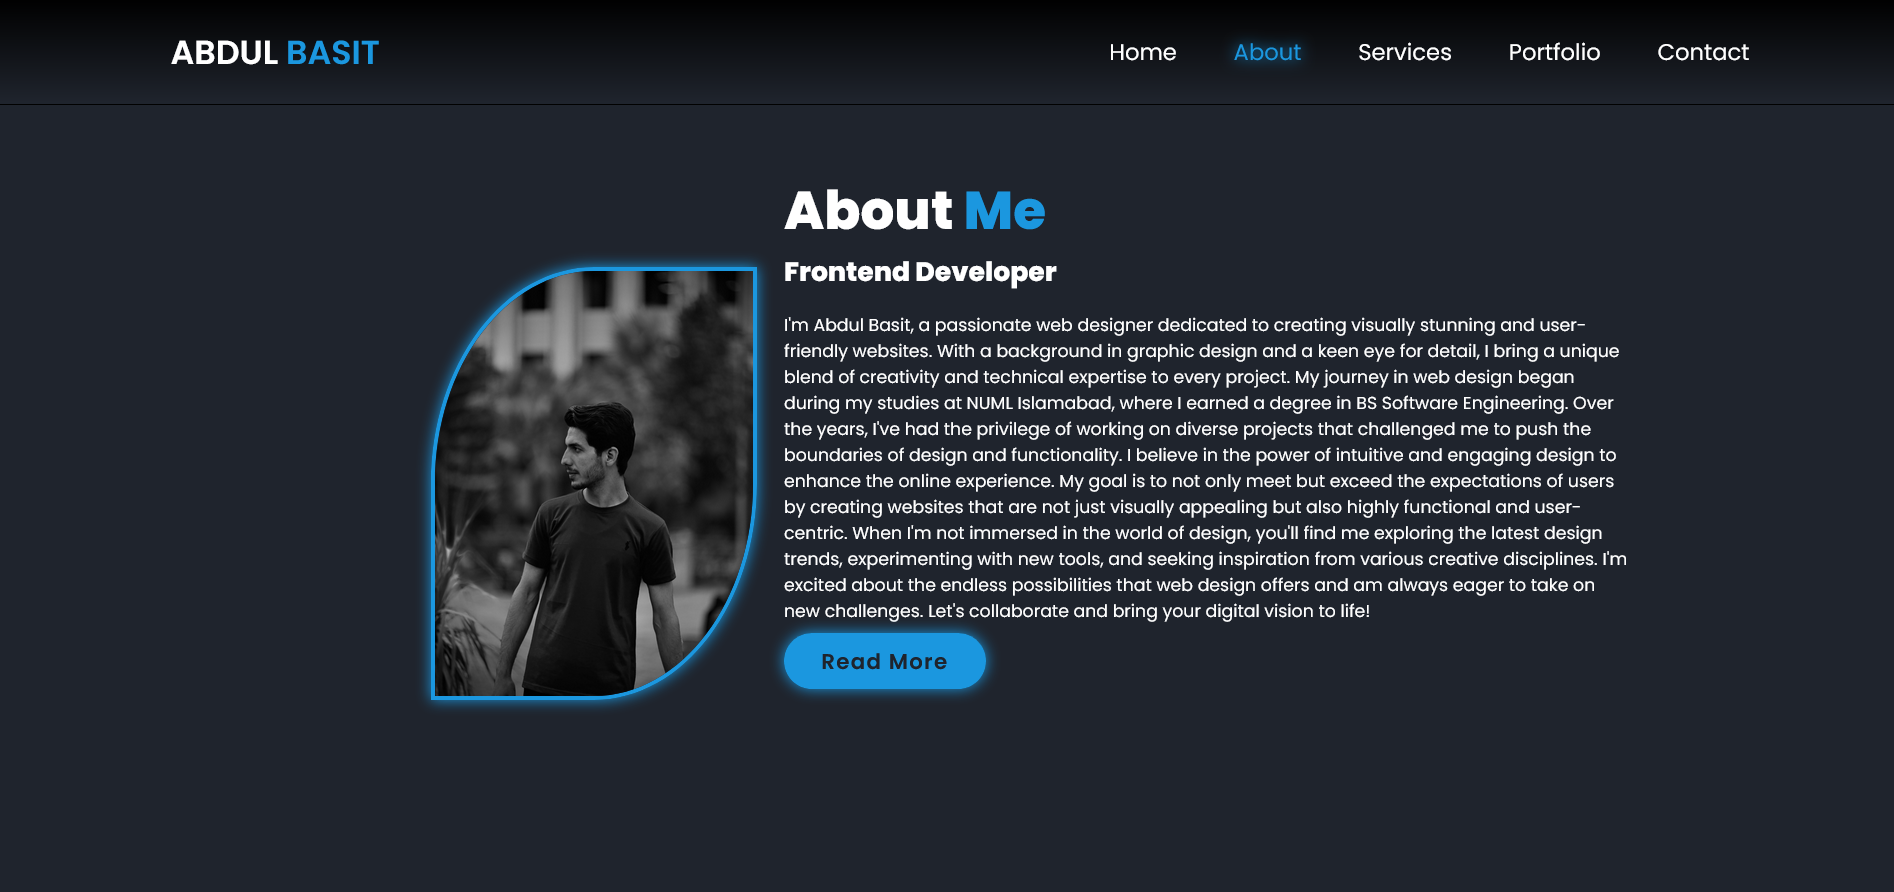 ABDUL BASIT
Home About Services Portfolio Contact
About Me
Frontend Developer
I'm Abdul Basit, a passionate web designer dedicated to creating visually stunning and user-
friendly websites. With a background in graphic design and a keen eye for detail, I bring a unique
blend of creativity and technical expertise to every project. My journey in web design began
during my studies at NUML Islamabad, where I earned a degree in BS Software Engineering. Over
the years, I've had the privilege of working on diverse projects that challenged me to push the
boundaries of design and functionality. I believe in the power of intuitive and engaging design to
enhance the online experience. My goal is to not only meet but exceed the expectations of users
by creating websites that are not just visually appealing but also highly functional and user-
centric. When I'm not immersed in the world of design, you'll find me exploring the latest design
trends, experimenting with new tools, and seeking inspiration from various creative disciplines. I'm
excited about the endless possibilities that web design offers and am always eager to take on
new challenges. Let's collaborate and bring your digital vision to life!
Read More